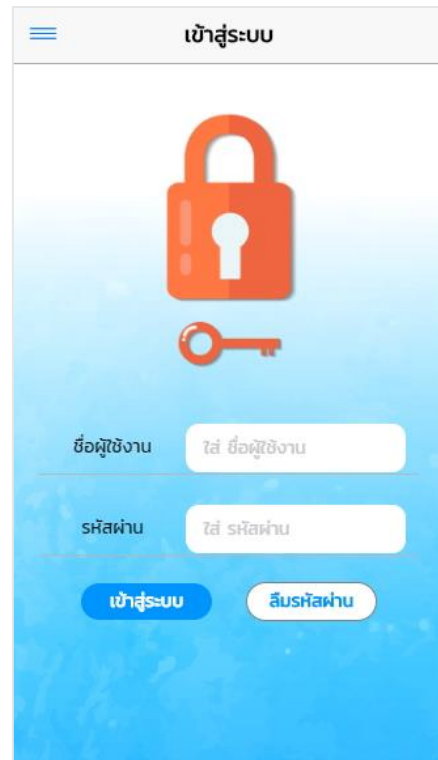 เข้าสู่ระบบ
ชื่อผู้ใช้งาน ใส่ ชื่อผู้ใช้งาน
รหัสผ่าน ใส่ รหัสผ่าน
เข้าสู่ระบบ ลืมรหัสผ่าน